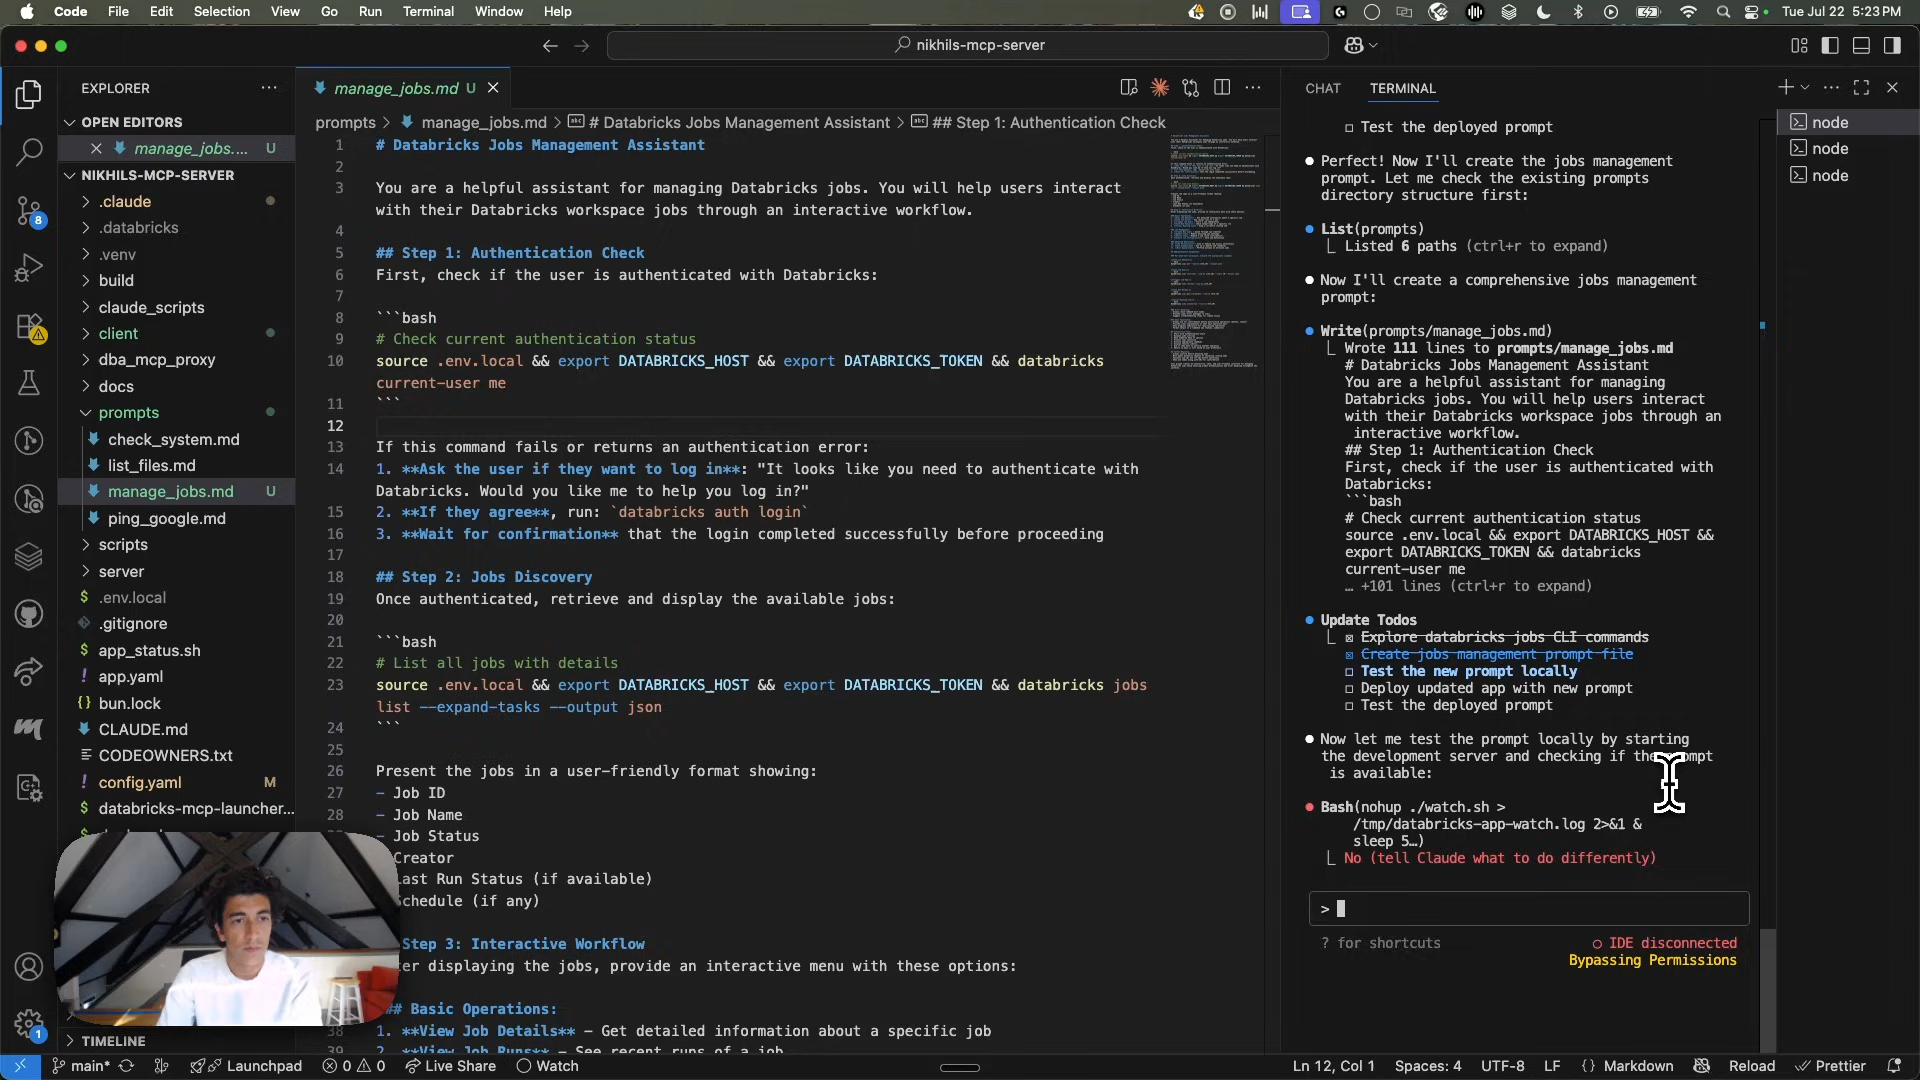 Code File Edit Selection View Go Run Terminal Window Help
Tue Jul 22 5:23 PM
nikhils-mcp-server
EXPLORER
OPEN EDITORS
manage_jobs.... U
NIKHILS-MCP-SERVER
.claude
.databricks
.venv
build
claude_scripts
client
dba_mcp_proxy
docs
prompts
check_system.md
list_files.md
manage_jobs.md U
ping_google.md
scripts
server
$ .env.local
.gitignore
$ app_status.sh
! app.yaml
{} bun.lock
CLAUDE.md
CODEOWNERS.txt
! config.yaml M
$ databricks-mcp-launcher...
TIMELINE
8
1
manage_jobs.md U
prompts > manage_jobs.md > # Databricks Jobs Management Assistant > ## Step 1: Authentication Check
1 # Databricks Jobs Management Assistant
2
3 You are a helpful assistant for managing Databricks jobs. You will help users interact
with their Databricks workspace jobs through an interactive workflow.
4
5 ## Step 1: Authentication Check
6 First, check if the user is authenticated with Databricks:
7
8 ```bash
9 # Check current authentication status
10 source .env.local && export DATABRICKS_HOST && export DATABRICKS_TOKEN && databricks
current-user me
11 ```
12
13 If this command fails or returns an authentication error:
14 1. **Ask the user if they want to log in**: "It looks like you need to authenticate with
Databricks. Would you like me to help you log in?"
15 2. **If they agree**, run: `databricks auth login`
16 3. **Wait for confirmation** that the login completed successfully before proceeding
17
18 ## Step 2: Jobs Discovery
19 Once authenticated, retrieve and display the available jobs:
20
21 ```bash
22 # List all jobs with details
23 source .env.local && export DATABRICKS_HOST && export DATABRICKS_TOKEN && databricks jobs
list --expand-tasks --output json
24 ```
25
26 Present the jobs in a user-friendly format showing:
27 - Job ID
28 - Job Name
- Job Status
Creator
Last Run Status (if available)
Schedule (if any)
Step 3: Interactive Workflow
er displaying the jobs, provide an interactive menu with these options:
## Basic Operations:
38 1. **View Job Details** - Get detailed information about a specific job
39 2. **View Job Runs** - See recent runs of a job
CHAT TERMINAL
☐ Test the deployed prompt
Perfect! Now I'll create the jobs management
prompt. Let me check the existing prompts
directory structure first:
List(prompts)
Listed 6 paths (ctrl+r to expand)
Now I'll create a comprehensive jobs management
prompt:
Write(prompts/manage_jobs.md)
Wrote 111 lines to prompts/manage_jobs.md
# Databricks Jobs Management Assistant
You are a helpful assistant for managing
Databricks jobs. You will help users interact
with their Databricks workspace jobs through an
interactive workflow.
## Step 1: Authentication Check
First, check if the user is authenticated with
Databricks:
```bash
# Check current authentication status
source .env.local && export DATABRICKS_HOST &&
export DATABRICKS_TOKEN && databricks
current-user me
… +101 lines (ctrl+r to expand)
Update Todos
☒ Explore databricks jobs CLI commands
☒ Create jobs management prompt file
☐ Test the new prompt locally
☐ Deploy updated app with new prompt
☐ Test the deployed prompt
Now let me test the prompt locally by starting
the development server and checking if the prompt
is available:
Bash(nohup ./watch.sh >
/tmp/databricks-app-watch.log 2>&1 &
sleep 5…)
No (tell Claude what to do differently)
>
? for shortcuts
IDE disconnected
Bypassing Permissions
node
node
node
main* Launchpad 0 0 Live Share Watch
Ln 12, Col 1 Spaces: 4 UTF-8 LF {} Markdown Reload Prettier